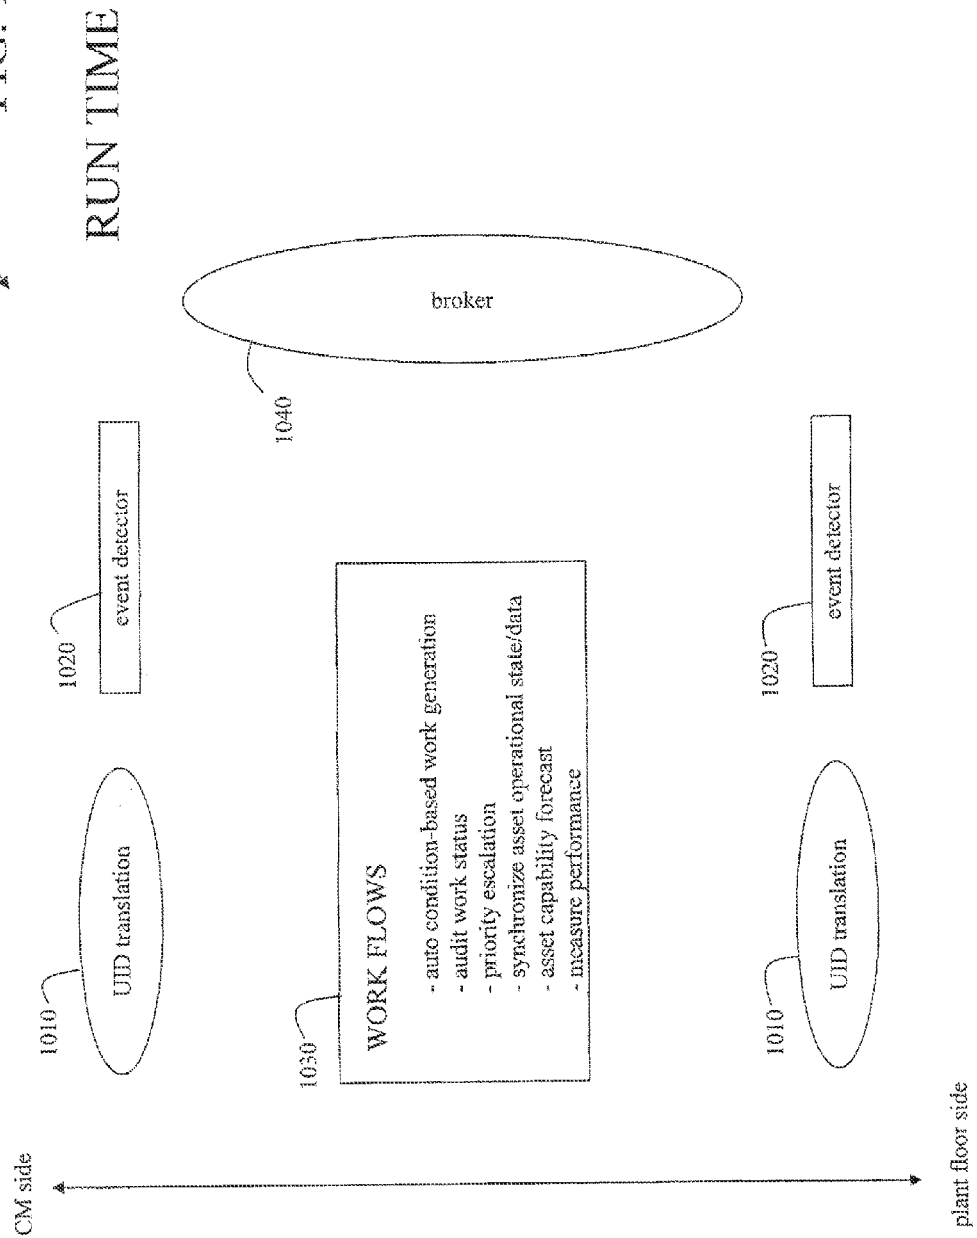 FIG.
CM side
1010
1020
RUN TIME
UID translation
event detector
1040
1030
WORK FLOWS
- auto condition-based work generation
- audit work status
- priority escalation
- synchronize asset operational state/data
- asset capability forecast
- measure performance
broker
1010
1020
UID translation
event detector
plant floor side